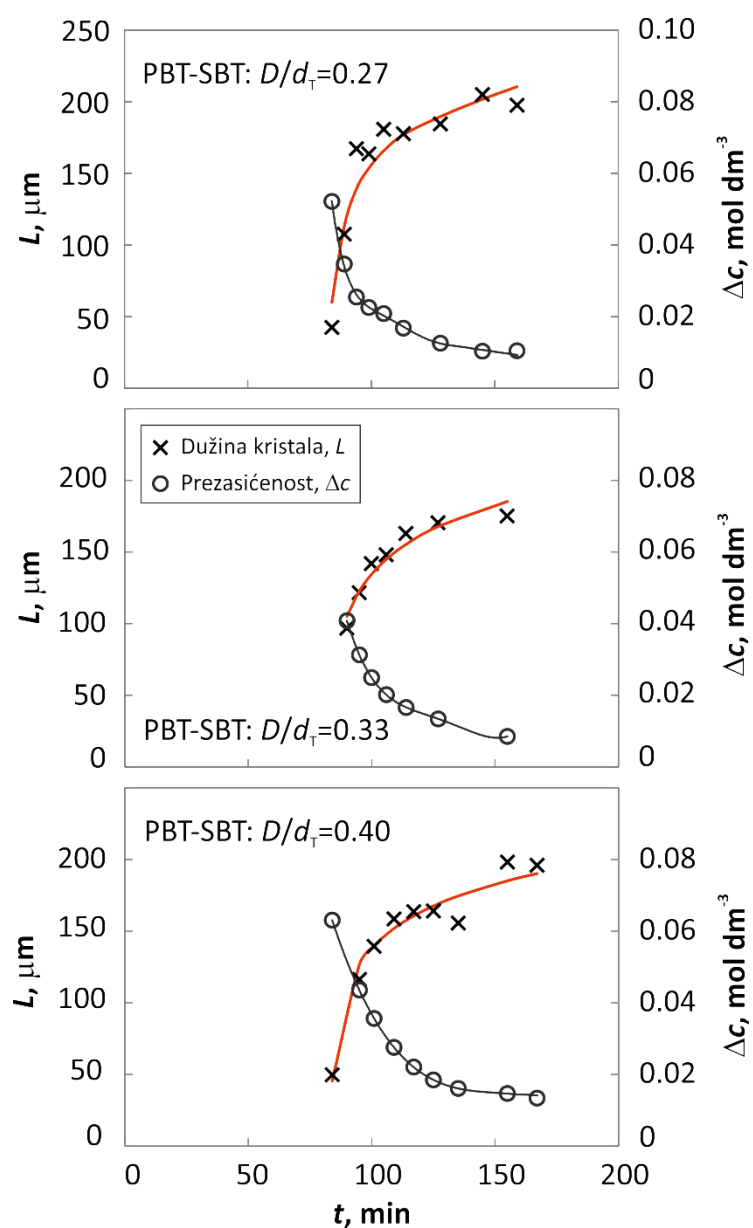 250
200
150
100
50
0
L, μm
PBT-SBT: D/dT=0.27
0.10
0.08
0.06
0.04
0.02
0
Δc, mol dm-3
200
150
100
50
0
L, μm
Dužina kristala, L
Prezasićenost, Δc
PBT-SBT: D/dT=0.33
0.08
0.06
0.04
0.02
0
Δc, mol dm-3
200
150
100
50
0
L, μm
PBT-SBT: D/dT=0.40
0.08
0.06
0.04
0.02
0
Δc, mol dm-3
0 50 100 150 200
t, min